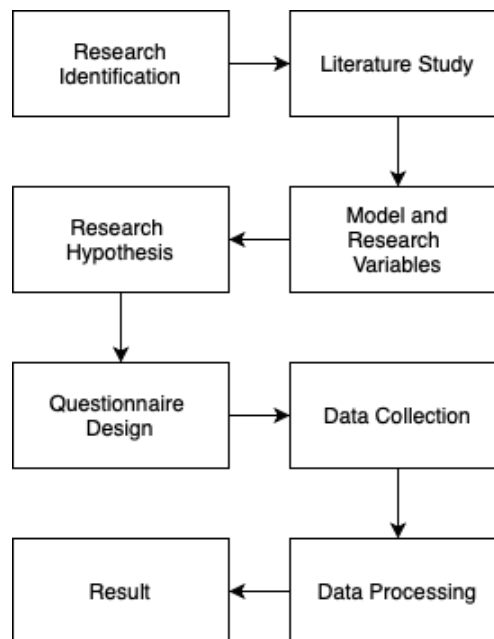 Research
Identification
Literature Study
Model and
Research
Variables
Research
Hypothesis
Questionnaire
Design
Data Collection
Data Processing
Result